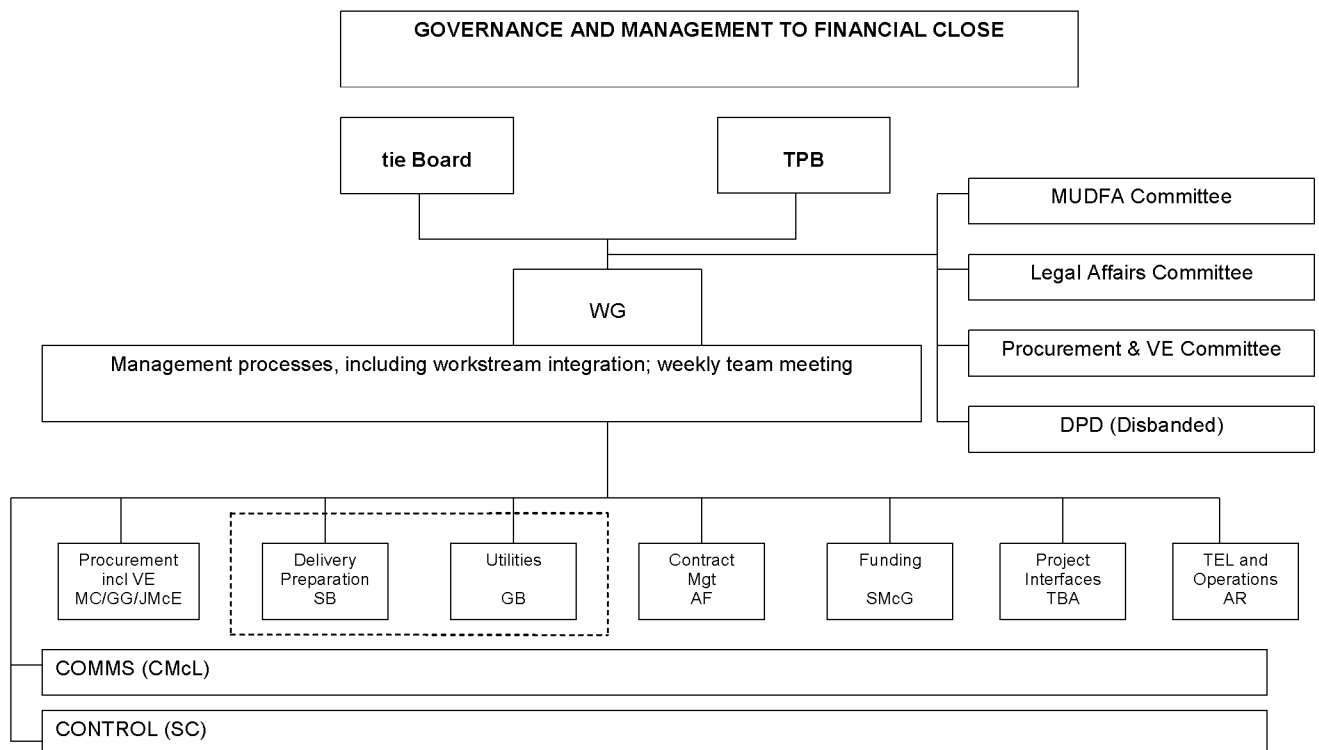 GOVERNANCE AND MANAGEMENT TO FINANCIAL CLOSE
tie Board
TPB
MUDFA Committee
Legal Affairs Committee
Procurement & VE Committee
DPD (Disbanded)
WG
Management processes, including workstream integration; weekly team meeting
Procurement
incl VE
MC/GG/JMcE
Delivery
Preparation
SB
Utilities
GB
Contract
Mgt
AF
Funding
SMcG
Project
Interfaces
TBA
TEL and
Operations
AR
COMMS (CMcL)
CONTROL (SC)